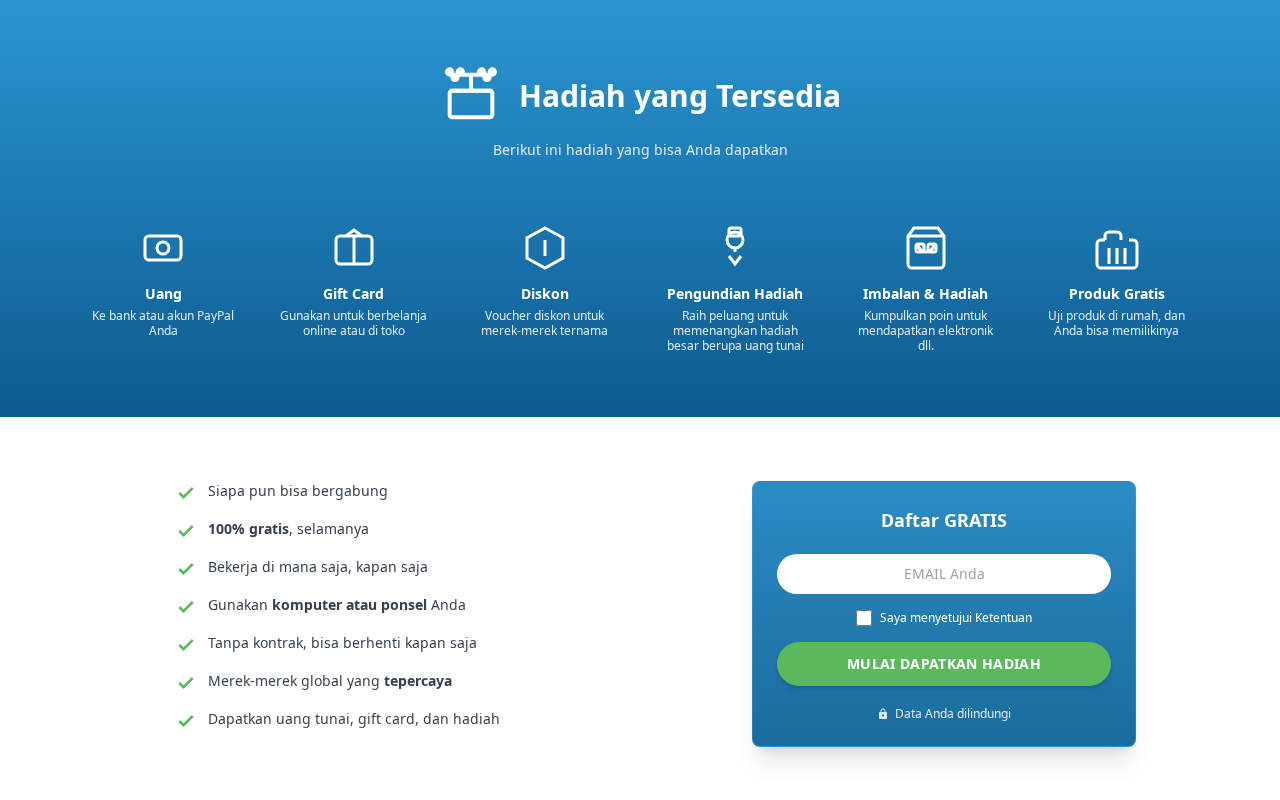 Hadiah yang Tersedia
Berikut ini hadiah yang bisa Anda dapatkan
Uang
Ke bank atau akun PayPal
Anda
Gift Card
Gunakan untuk berbelanja
online atau di toko
Diskon
Voucher diskon untuk
merek-merek ternama
Pengundian Hadiah
Raih peluang untuk
memenangkan hadiah
besar berupa uang tunai
Imbalan & Hadiah
Kumpulkan poin untuk
mendapatkan elektronik
dll.
Produk Gratis
Uji produk di rumah, dan
Anda bisa memilikinya
Siapa pun bisa bergabung
100% gratis, selamanya
Bekerja di mana saja, kapan saja
Gunakan komputer atau ponsel Anda
Tanpa kontrak, bisa berhenti kapan saja
Merek-merek global yang tepercaya
Dapatkan uang tunai, gift card, dan hadiah
Daftar GRATIS
EMAIL Anda
Saya menyetujui Ketentuan
MULAI DAPATKAN HADIAH
Data Anda dilindungi